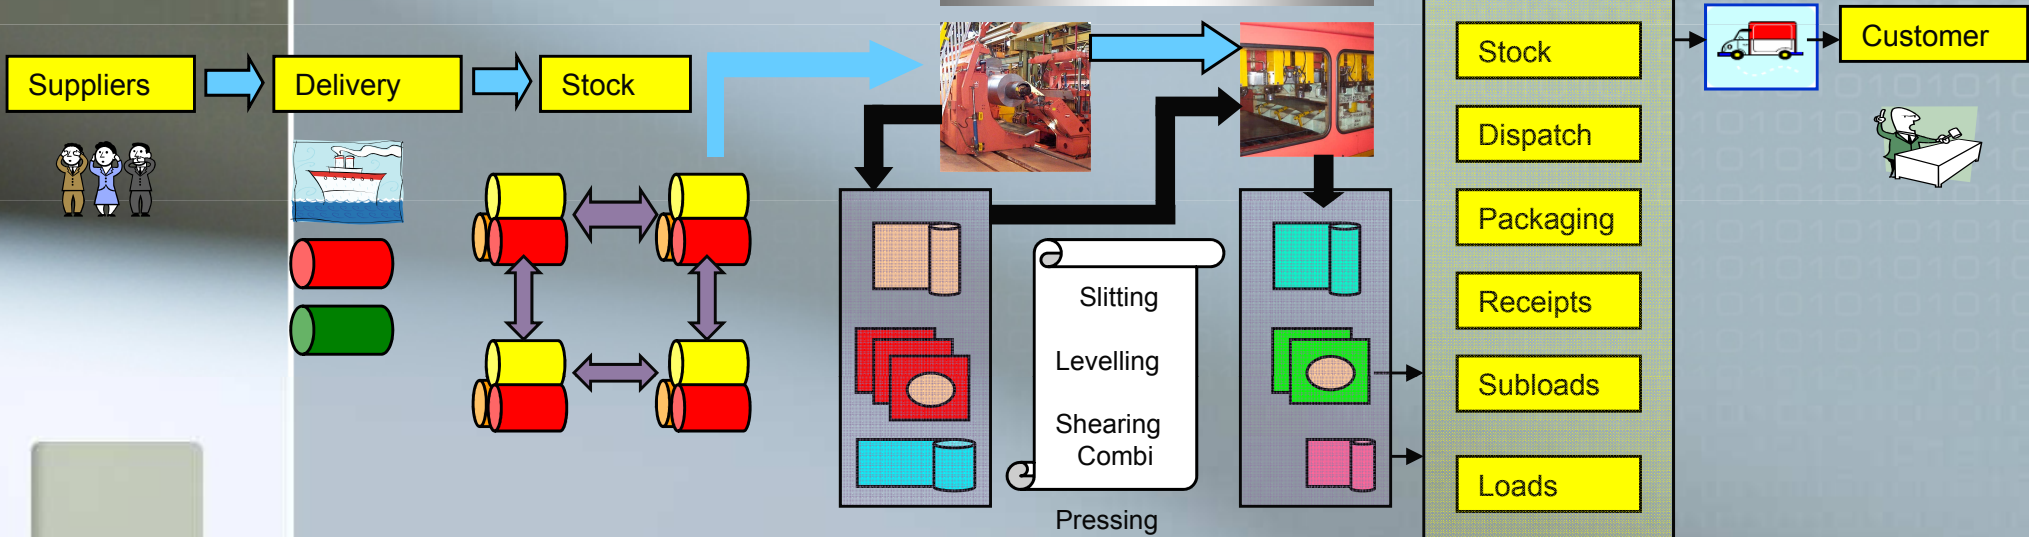 Suppliers
Delivery
Stock
Slitting
Levelling
Shearing
Combi
Pressing
Stock
Dispatch
Packaging
Receipts
Subloads
Loads
Customer